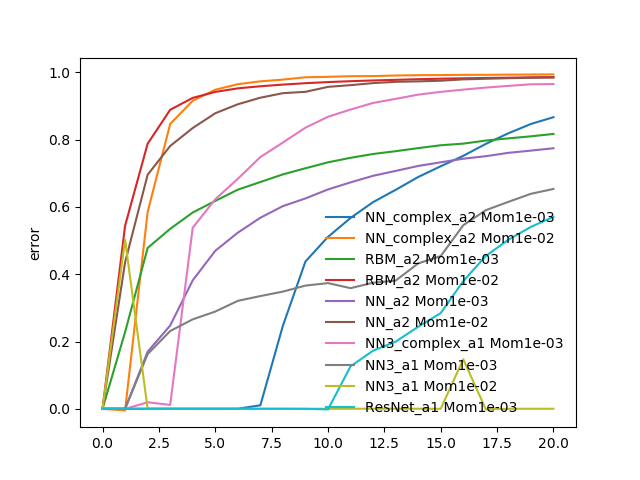 1.0
0.8
0.6
0.4
0.2
0.0
error
NN_complex_a2 Mom1e-03
NN_complex_a2 Mom1e-02
RBM_a2 Mom1e-03
RBM_a2 Mom1e-02
NN_a2 Mom1e-03
NN_a2 Mom1e-02
NN3_complex_a1 Mom1e-03
NN3_a1 Mom1e-03
NN3_a1 Mom1e-02
ResNet_a1 Mom1e-03
0.0 2.5 5.0 7.5 10.0 12.5 15.0 17.5 20.0